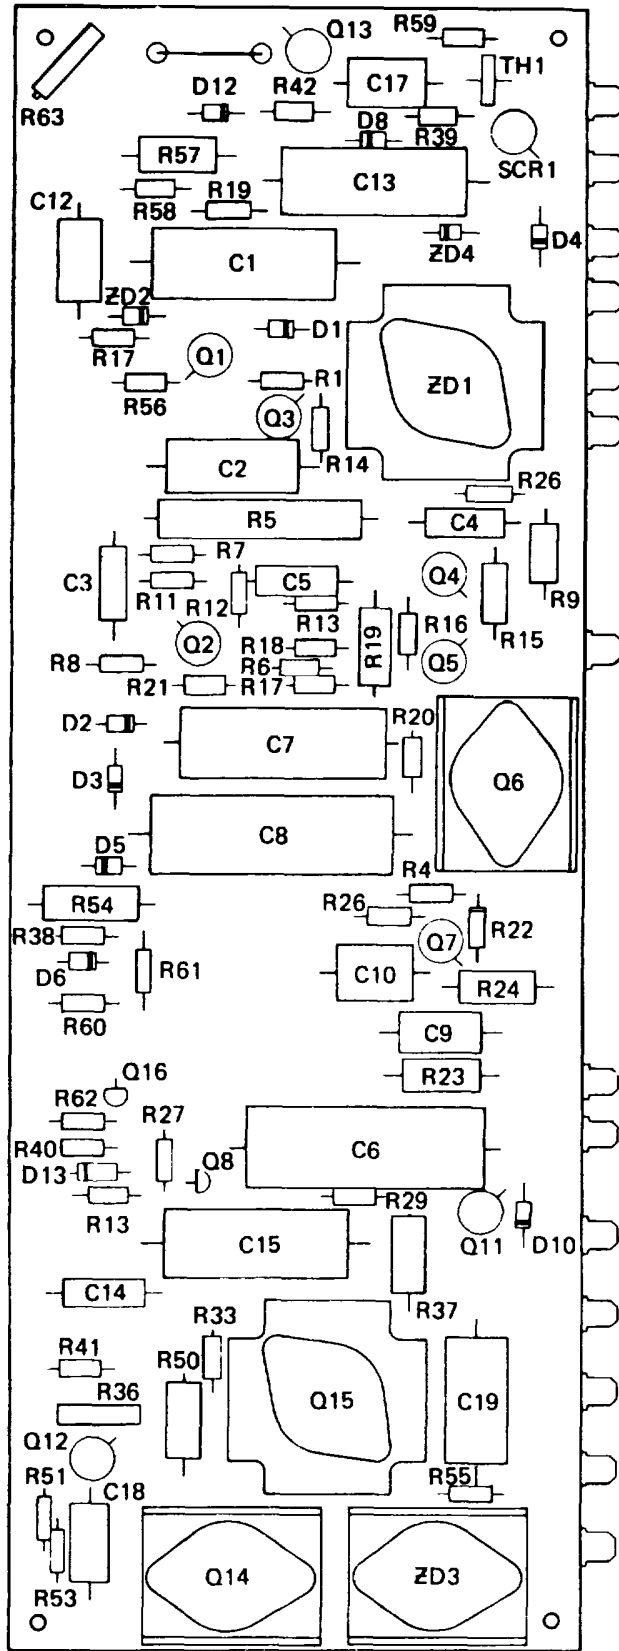 Q13
R59
D12
R42
C17
TH1
R63
D8
R39
R57
SCR1
C13
R58
R19
C12
C1
ZD4
D4
ZD2
D1
R17
Q1
R56
R1
ZD1
Q3
R14
C2
R26
R5
C4
R7
C3
C5
Q4
R11
R12
R13
R9
R15
Q2
R18
R19
R16
R8
R6
Q5
R21
R17
D2
C7
R20
D3
Q6
C8
D5
R4
R54
R26
R38
Q7
R22
D6
R61
C10
R24
R60
C9
R23
Q16
R62
R27
R40
Q8
C6
D13
R13
R29
C15
Q11
D10
C14
R37
R33
R41
R50
R36
Q15
C19
Q12
R51
C18
R55
R53
Q14
ZD3